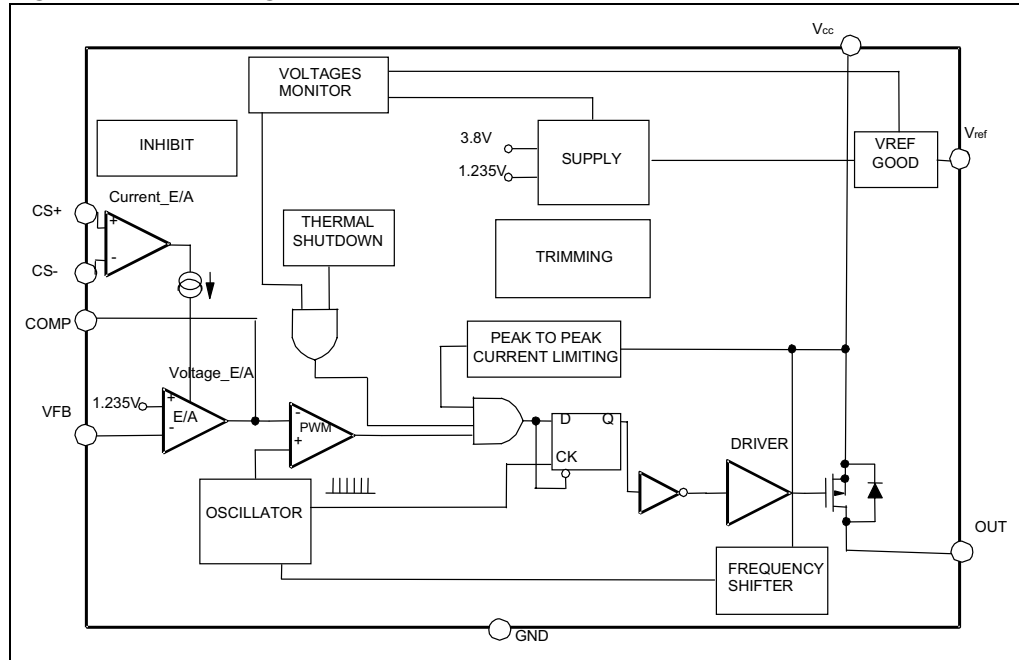 Vcc
VOLTAGES
MONITOR
INHIBIT
3.8V
1.235V
SUPPLY
VREF
GOOD
Vref
Current_E/A
CS+
+
-
CS-
THERMAL
SHUTDOWN
TRIMMING
COMP
PEAK TO PEAK
CURRENT LIMITING
Voltage_E/A
1.235V
+
E/A
-
VFB
-
PWM
+
D
Q
CK
DRIVER
OSCILLATOR
OUT
FREQUENCY
SHIFTER
GND